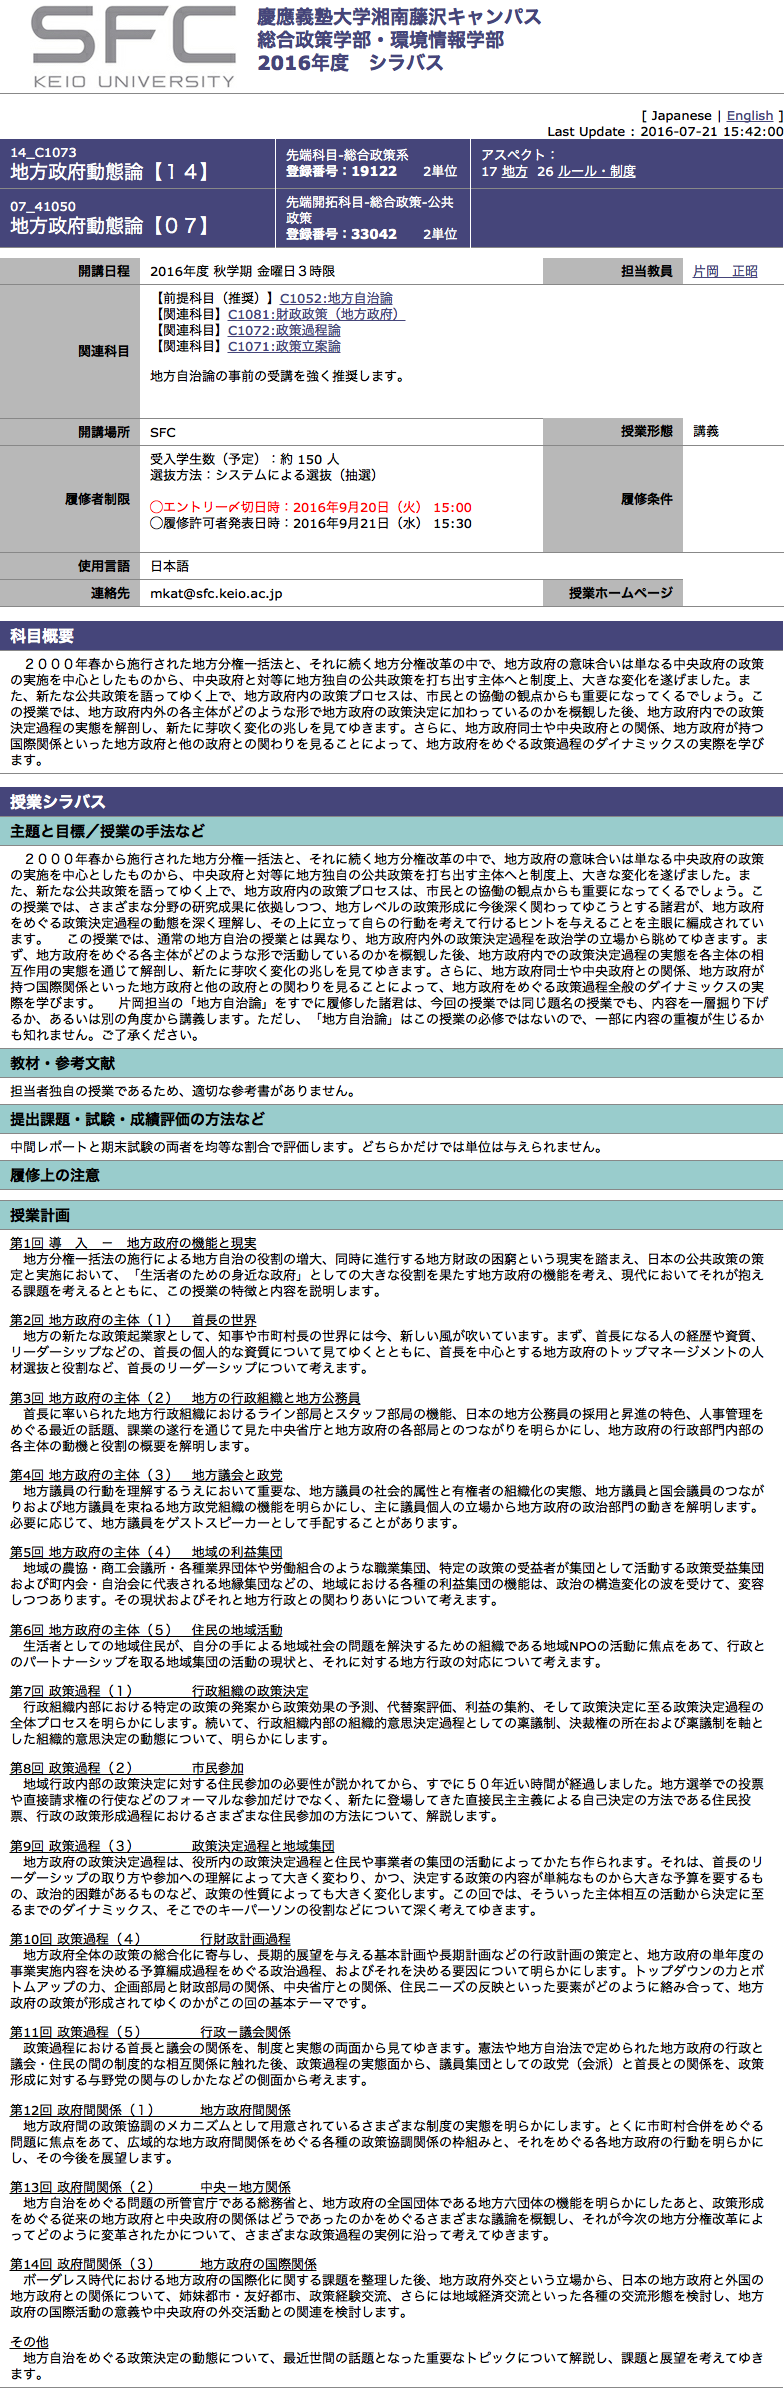 SFC
KEIO UNIVERSITY
慶應義塾大学湘南藤沢キャンパス
総合政策学部・環境情報学部
2016年度　シラバス
[ Japanese | English ]
Last Update : 2016-07-21 15:42:00
14_C1073
地方政府動態論【１４】
先端科目-総合政策系
登録番号：19122　　2単位
アスペクト：
17 地方 26 ルール・制度
07_41050
地方政府動態論【０７】
先端開拓科目-総合政策-公共
政策
登録番号：33042　　2単位
開講日程
2016年度 秋学期 金曜日３時限
担当教員
片岡　正昭
関連科目
【前提科目（推奨）】C1052:地方自治論
【関連科目】C1081:財政政策（地方政府）
【関連科目】C1072:政策過程論
【関連科目】C1071:政策立案論
地方自治論の事前の受講を強く推奨します。
開講場所
SFC
授業形態
講義
履修者制限
受入学生数（予定）：約 150 人
選抜方法：システムによる選抜（抽選）
◯エントリー〆切日時：2016年9月20日（火） 15:00
◯履修許可者発表日時：2016年9月21日（水） 15:30
履修条件
使用言語
日本語
連絡先
mkat@sfc.keio.ac.jp
授業ホームページ
科目概要
　２０００年春から施行された地方分権一括法と、それに続く地方分権改革の中で、地方政府の意味合いは単なる中央政府の政策
の実施を中心としたものから、中央政府と対等に地方独自の公共政策を打ち出す主体へと制度上、大きな変化を遂げました。ま
た、新たな公共政策を語ってゆく上で、地方政府内の政策プロセスは、市民との協働の観点からも重要になってくるでしょう。こ
の授業では、地方政府内外の各主体がどのような形で地方政府の政策決定に加わっているのかを概観した後、地方政府内での政策
決定過程の実態を解剖し、新たに芽吹く変化の兆しを見てゆきます。さらに、地方政府同士や中央政府との関係、地方政府が持つ
国際関係といった地方政府と他の政府との関わりを見ることによって、地方政府をめぐる政策過程のダイナミックスの実際を学び
ます。
授業シラバス
主題と目標／授業の手法など
　２０００年春から施行された地方分権一括法と、それに続く地方分権改革の中で、地方政府の意味合いは単なる中央政府の政策
の実施を中心としたものから、中央政府と対等に地方独自の公共政策を打ち出す主体へと制度上、大きな変化を遂げました。ま
た、新たな公共政策を語ってゆく上で、地方政府内の政策プロセスは、市民との協働の観点からも重要になってくるでしょう。こ
の授業では、さまざまな分野の研究成果に依拠しつつ、地方レベルの政策形成に今後深く関わってゆこうとする諸君が、地方政府
をめぐる政策決定過程の動態を深く理解し、その上に立って自らの行動を考えて行けるヒントを与えることを主眼に編成されてい
ます。　この授業では、通常の地方自治の授業とは異なり、地方政府内外の政策決定過程を政治学の立場から眺めてゆきます。ま
ず、地方政府をめぐる各主体がどのような形で活動しているのかを概観した後、地方政府内での政策決定過程の実態を各主体の相
互作用の実態を通じて解剖し、新たに芽吹く変化の兆しを見てゆきます。さらに、地方政府同士や中央政府との関係、地方政府が
持つ国際関係といった地方政府と他の政府との関わりを見ることによって、地方政府をめぐる政策過程全般のダイナミックスの実
際を学びます。　片岡担当の「地方自治論」をすでに履修した諸君は、今回の授業では同じ題名の授業でも、内容を一層掘り下げ
るか、あるいは別の角度から講義します。ただし、「地方自治論」はこの授業の必修ではないので、一部に内容の重複が生じるか
も知れません。ご了承ください。
教材・参考文献
担当者独自の授業であるため、適切な参考書がありません。
提出課題・試験・成績評価の方法など
中間レポートと期末試験の両者を均等な割合で評価します。どちらかだけでは単位は与えられません。
履修上の注意
授業計画
第1回 導　入　－　地方政府の機能と現実
　地方分権一括法の施行による地方自治の役割の増大、同時に進行する地方財政の困窮という現実を踏まえ、日本の公共政策の策
定と実施において、「生活者のための身近な政府」としての大きな役割を果たす地方政府の機能を考え、現代においてそれが抱え
る課題を考えるとともに、この授業の特徴と内容を説明します。
第2回 地方政府の主体（１）　首長の世界
　地方の新たな政策起業家として、知事や市町村長の世界には今、新しい風が吹いています。まず、首長になる人の経歴や資質、
リーダーシップなどの、首長の個人的な資質について見てゆくとともに、首長を中心とする地方政府のトップマネージメントの人
材選抜と役割など、首長のリーダーシップについて考えます。
第3回 地方政府の主体（２）　地方の行政組織と地方公務員
　首長に率いられた地方行政組織におけるライン部局とスタッフ部局の機能、日本の地方公務員の採用と昇進の特色、人事管理を
めぐる最近の話題、課業の遂行を通じて見た中央省庁と地方政府の各部局とのつながりを明らかにし、地方政府の行政部門内部の
各主体の動機と役割の概要を解明します。
第4回 地方政府の主体（３）　地方議会と政党
　地方議員の行動を理解するうえにおいて重要な、地方議員の社会的属性と有権者の組織化の実態、地方議員と国会議員のつなが
りおよび地方議員を束ねる地方政党組織の機能を明らかにし、主に議員個人の立場から地方政府の政治部門の動きを解明します。
必要に応じて、地方議員をゲストスピーカーとして手配することがあります。
第5回 地方政府の主体（４）　地域の利益集団
　地域の農協・商工会議所・各種業界団体や労働組合のような職業集団、特定の政策の受益者が集団として活動する政策受益集団
および町内会・自治会に代表される地縁集団などの、地域における各種の利益集団の機能は、政治の構造変化の波を受けて、変容
しつつあります。その現状およびそれと地方行政との関わりあいについて考えます。
第6回 地方政府の主体（５）　住民の地域活動
　生活者としての地域住民が、自分の手による地域社会の問題を解決するための組織である地域NPOの活動に焦点をあて、行政と
のパートナーシップを取る地域集団の活動の現状と、それに対する地方行政の対応について考えます。
第7回 政策過程（１）　　　　行政組織の政策決定
　行政組織内部における特定の政策の発案から政策効果の予測、代替案評価、利益の集約、そして政策決定に至る政策決定過程の
全体プロセスを明らかにします。続いて、行政組織内部の組織的意思決定過程としての稟議制、決裁権の所在および稟議制を軸と
した組織的意思決定の動態について、明らかにします。
第8回 政策過程（２）　　　　市民参加
　地域行政内部の政策決定に対する住民参加の必要性が説かれてから、すでに５０年近い時間が経過しました。地方選挙での投票
や直接請求権の行使などのフォーマルな参加だけでなく、新たに登場してきた直接民主主義による自己決定の方法である住民投
票、行政の政策形成過程におけるさまざまな住民参加の方法について、解説します。
第9回 政策過程（３）　　　　政策決定過程と地域集団
　地方政府の政策決定過程は、役所内の政策決定過程と住民や事業者の集団の活動によってかたち作られます。それは、首長のリ
ーダーシップの取り方や参加への理解によって大きく変わり、かつ、決定する政策の内容が単純なものから大きな予算を要するも
の、政治的困難があるものなど、政策の性質によっても大きく変化します。この回では、そういった主体相互の活動から決定に至
るまでのダイナミックス、そこでのキーパーソンの役割などについて深く考えてゆきます。
第10回 政策過程（４）　　　　行財政計画過程
　地方政府全体の政策の総合化に寄与し、長期的展望を与える基本計画や長期計画などの行政計画の策定と、地方政府の単年度の
事業実施内容を決める予算編成過程をめぐる政治過程、およびそれを決める要因について明らかにします。トップダウンの力とボ
トムアップの力、企画部局と財政部局の関係、中央省庁との関係、住民ニーズの反映といった要素がどのように絡み合って、地方
政府の政策が形成されてゆくのかがこの回の基本テーマです。
第11回 政策過程（５）　　　　行政－議会関係
　政策過程における首長と議会の関係を、制度と実態の両面から見てゆきます。憲法や地方自治法で定められた地方政府の行政と
議会・住民の間の制度的な相互関係に触れた後、政策過程の実態面から、議員集団としての政党（会派）と首長との関係を、政策
形成に対する与野党の関与のしかたなどの側面から考えます。
第12回 政府間関係（１）　　　地方政府間関係
　地方政府間の政策協調のメカニズムとして用意されているさまざまな制度の実態を明らかにします。とくに市町村合併をめぐる
問題に焦点をあて、広域的な地方政府間関係をめぐる各種の政策協調関係の枠組みと、それをめぐる各地方政府の行動を明らかに
し、その今後を展望します。
第13回 政府間関係（２）　　　中央－地方関係
　地方自治をめぐる問題の所管官庁である総務省と、地方政府の全国団体である地方六団体の機能を明らかにしたあと、政策形成
をめぐる従来の地方政府と中央政府の関係はどうであったのかをめぐるさまざまな議論を概観し、それが今次の地方分権改革によ
ってどのように変革されたかについて、さまざまな政策過程の実例に沿って考えてゆきます。
第14回 政府間関係（３）　　　地方政府の国際関係
　ボーダレス時代における地方政府の国際化に関する課題を整理した後、地方政府外交という立場から、日本の地方政府と外国の
地方政府との関係について、姉妹都市・友好都市、政策経験交流、さらには地域経済交流といった各種の交流形態を検討し、地方
政府の国際活動の意義や中央政府の外交活動との関連を検討します。
その他
　地方自治をめぐる政策決定の動態について、最近世間の話題となった重要なトピックについて解説し、課題と展望を考えてゆき
ます。